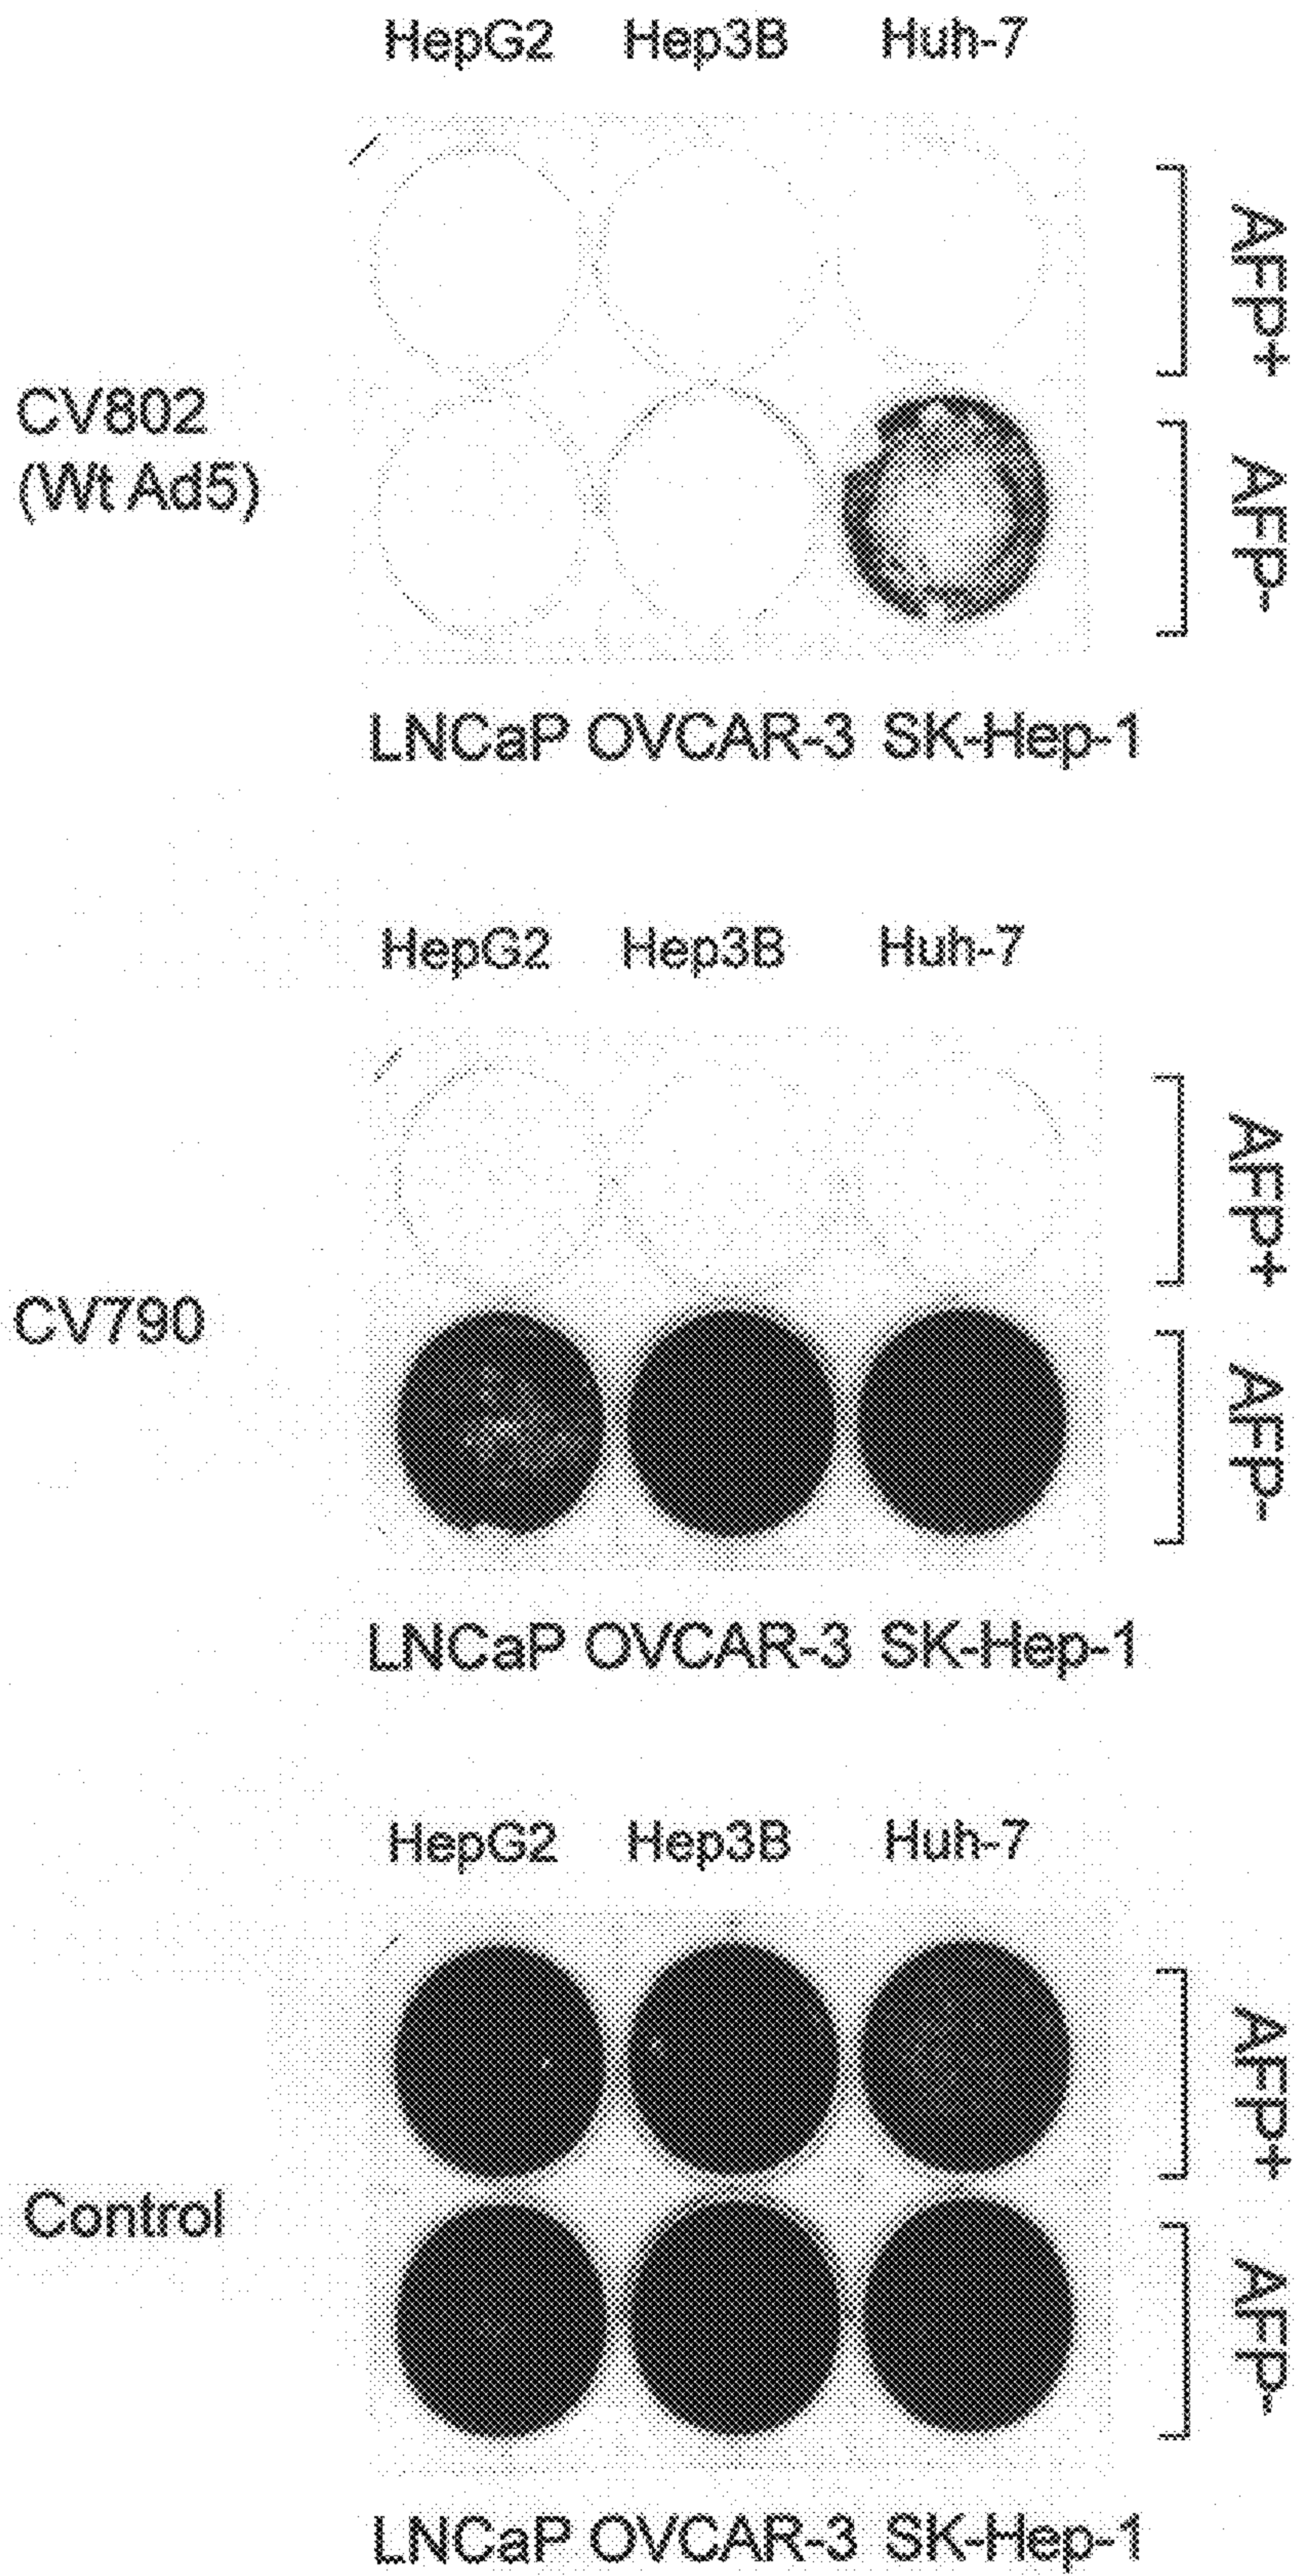 HepG2 Hep3B Huh-7
AFP+
CV802
(Wt Ad5)
AFP-
LNCaP OVCAR-3 SK-Hep-1
HepG2 Hep3B Huh-7
AFP+
CV790
AFP-
LNCaP OVCAR-3 SK-Hep-1
HepG2 Hep3B Huh-7
AFP+
Control
AFP-
LNCaP OVCAR-3 SK-Hep-1